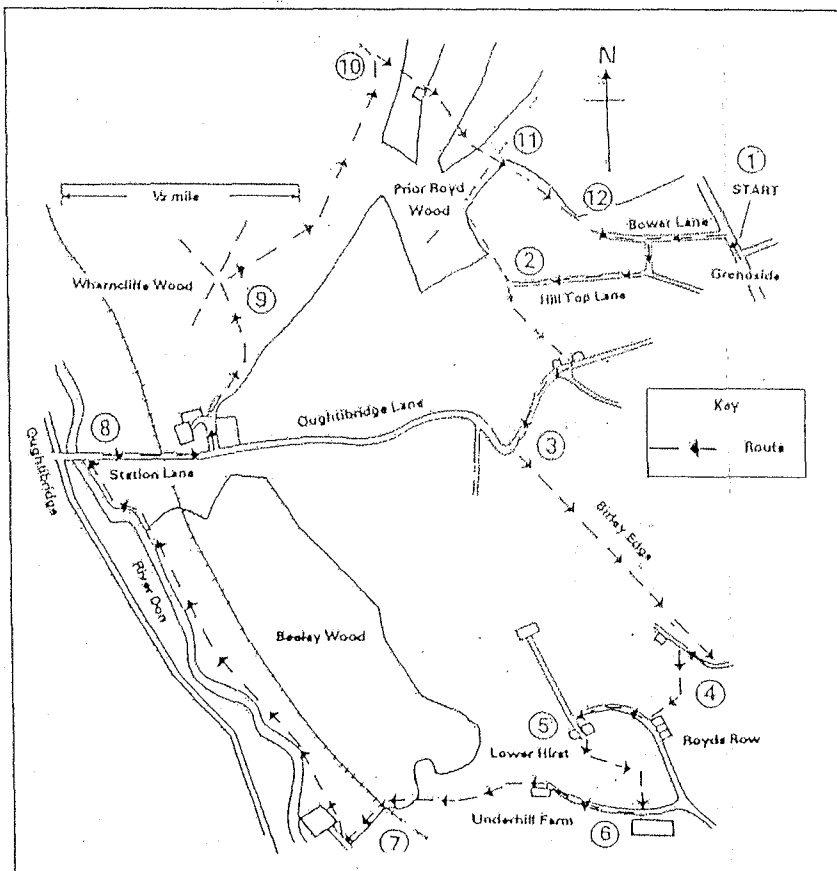 10
N
11
1
START
½ mile
Prior Royd
Wood
12
Bower Lane
Wharncliffe Wood
9
2
Hill Top Lane
Grenoside
Key
Route
8
Oughtibridge Lane
3
Station Lane
Oughtibridge
Birley Edge
River Don
Beeley Wood
4
5
Royds Row
Lower Hirst
Underhill Farm
6
7